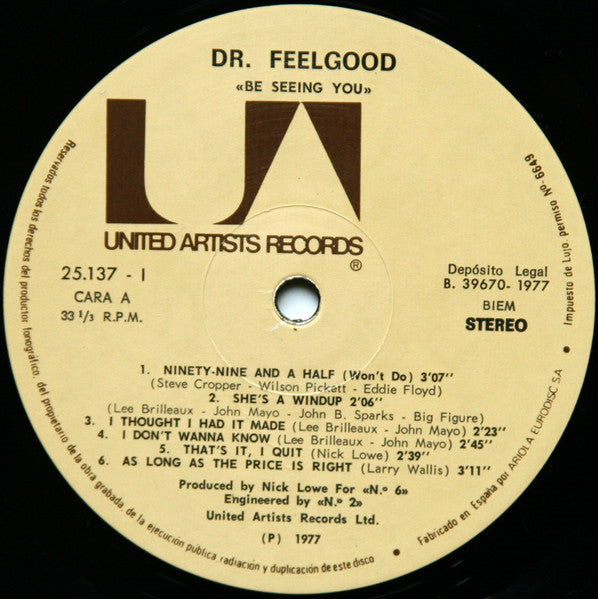 DR. FEELGOOD
«BE SEEING YOU»
UA
UNITED ARTISTS RECORDS
®
25.137 - I
CARA A
33 1/3 R.P.M.
Depósito Legal
B. 39670-1977
BIEM
STEREO
1. NINETY-NINE AND A HALF (Won't Do) 3'07''
(Steve Cropper - Wilson Pickett - Eddie Floyd)
2. SHE'S A WINDUP 2'06''
(Lee Brilleaux - John Mayo - John B. Sparks - Big Figure)
3. I THOUGHT I HAD IT MADE (Lee Brilleaux - John Mayo) 2'23''
4. I DON'T WANNA KNOW (Lee Brilleaux - John Mayo) 2'45''
5. THAT'S IT, I QUIT (Nick Lowe) 2'39''
6. AS LONG AS THE PRICE IS RIGHT (Larry Wallis) 3'11''
Produced by Nick Lowe For «N.º 6»
Engineered by «N.º 2»
United Artists Records Ltd.
(P) 1977
Reservados todos los derechos del productor fonográfico, del propietario de la obra grabada de la ejecución pública, radiación y duplicación de este disco •
Fabricado en España por ARIOLA EURODISC SA •
Impuesto de Lujo, permiso Nº 6649